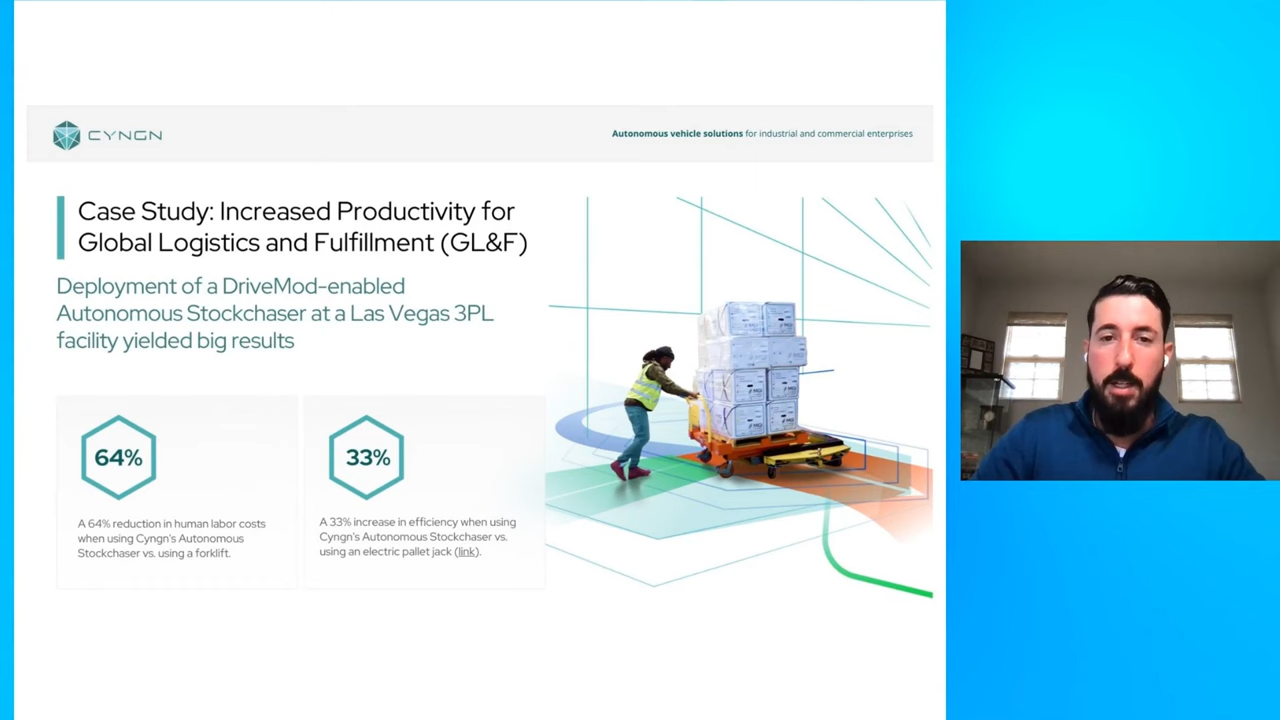 CYNGN
Autonomous vehicle solutions for industrial and commercial enterprises
Case Study: Increased Productivity for
Global Logistics and Fulfillment (GL&F)
Deployment of a DriveMod-enabled
Autonomous Stockchaser at a Las Vegas 3PL
facility yielded big results
64%
33%
A 64% reduction in human labor costs
when using Cyngn's Autonomous
Stockchaser vs. using a forklift.
A 33% increase in efficiency when using
Cyngn's Autonomous Stockchaser vs.
using an electric pallet jack (link).